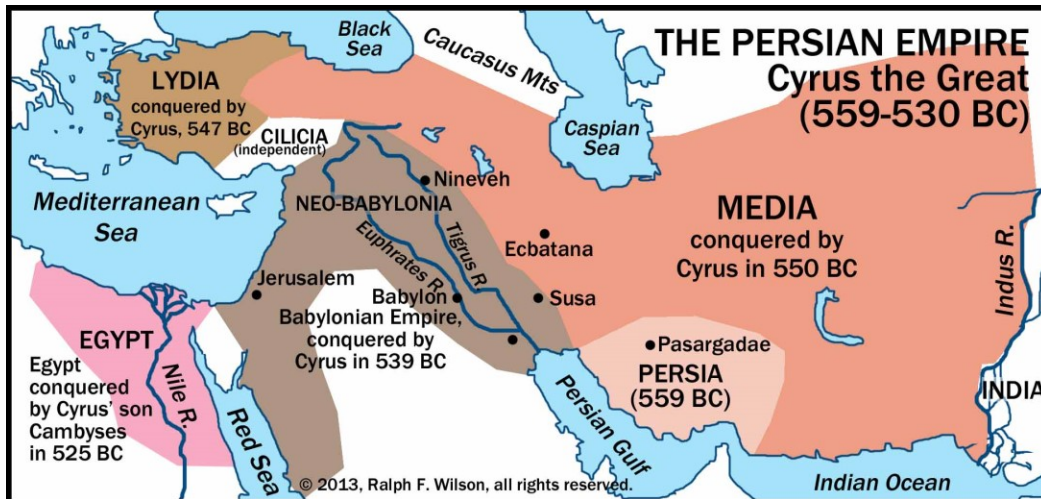 THE PERSIAN EMPIRE
Cyrus the Great
(559-530 BC)
Black
Sea
Caucasus Mts
Caspian
Sea
LYDIA
conquered by
Cyrus, 547 BC
CILICIA
(independent)
Mediterranean
Sea
Nineveh
NEO-BABYLONIA
Tigrus R.
Euphrates R.
Ecbatana
MEDIA
conquered by
Cyrus in 550 BC
Indus R.
Jerusalem
Babylon
Susa
Babylonian Empire,
conquered by
Cyrus in 539 BC
EGYPT
Egypt
conquered
by Cyrus' son
Cambyses
in 525 BC
Nile R.
Red Sea
Pasargadae
PERSIA
(559 BC)
Persian Gulf
INDIA
Indian Ocean
© 2013, Ralph F. Wilson, all rights reserved.